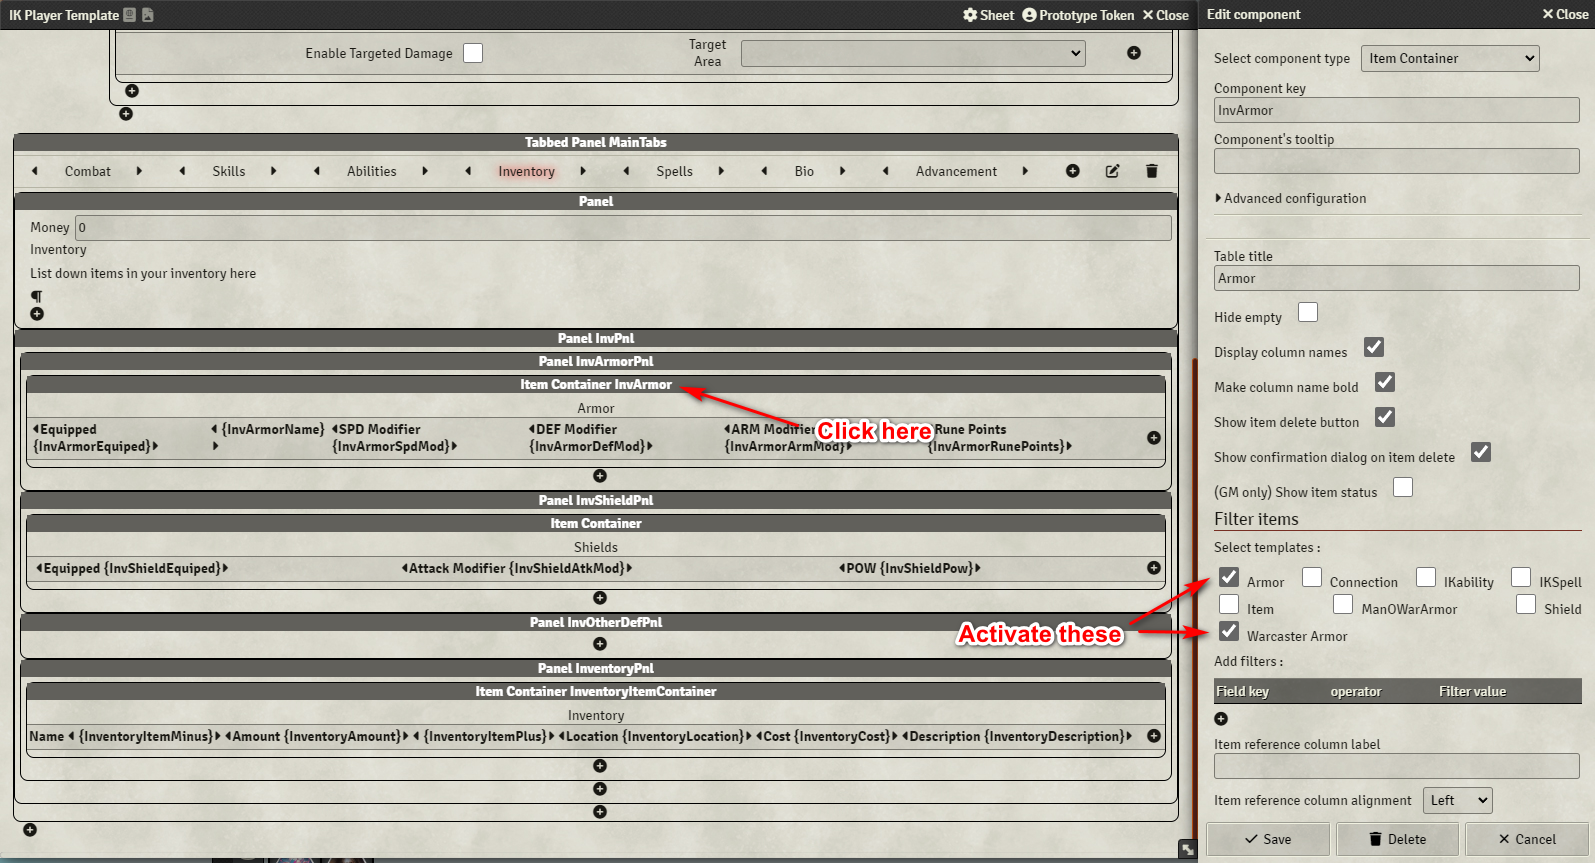 IK Player Template
Sheet
Prototype Token
Close
Enable Targeted Damage
Target
Area
Tabbed Panel MainTabs
Combat
Skills
Abilities
Inventory
Spells
Bio
Advancement
Panel
Money 0
Inventory
List down items in your inventory here
¶
Panel InvPnl
Panel InvArmorPnl
Item Container InvArmor
Armor
Equipped
{InvArmorEquiped}
{InvArmorName}
SPD Modifier
{InvArmorSpdMod}
DEF Modifier
{InvArmorDefMod}
ARM Modifier
{InvArmorArmMod}
Rune Points
{InvArmorRunePoints}
Click here
Panel InvShieldPnl
Item Container
Shields
Equipped {InvShieldEquiped}
Attack Modifier {InvShieldAtkMod}
POW {InvShieldPow}
Panel InvOtherDefPnl
Activate these
Panel InventoryPnl
Item Container InventoryItemContainer
Inventory
Name {InventoryItemMinus} Amount {InventoryAmount} {InventoryItemPlus} Location {InventoryLocation} Cost {InventoryCost} Description {InventoryDescription}
Edit component
Close
Select component type Item Container
Component key
InvArmor
Component's tooltip
Advanced configuration
Table title
Armor
Hide empty
Display column names
Make column name bold
Show item delete button
Show confirmation dialog on item delete
(GM only) Show item status
Filter items
Select templates :
Armor Connection IKability IKSpell
Item ManOWarArmor Shield
Warcaster Armor
Add filters :
Field key operator Filter value
Item reference column label
Item reference column alignment Left
Save Delete Cancel